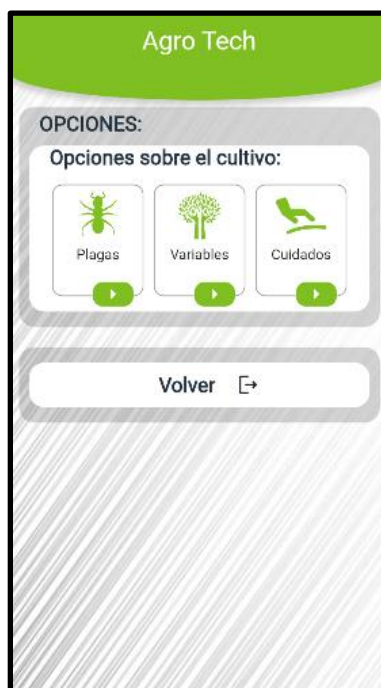 Agro Tech
OPCIONES:
Opciones sobre el cultivo:
Plagas
Variables
Cuidados
Volver